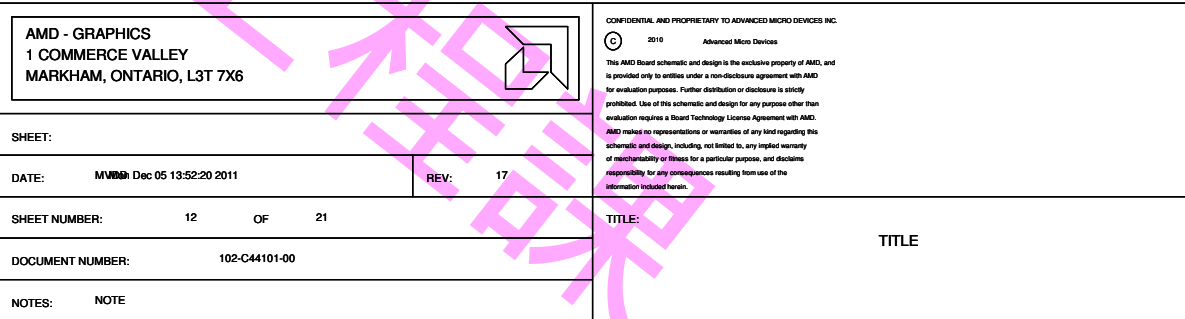 AMD - GRAPHICS
1 COMMERCE VALLEY
MARKHAM, ONTARIO, L3T 7X6
SHEET:
DATE: Mon Dec 05 13:52:20 2011
REV: 17
SHEET NUMBER: 12 OF 21
DOCUMENT NUMBER: 102-C44101-00
NOTES: NOTE
CONFIDENTIAL AND PROPRIETARY TO ADVANCED MICRO DEVICES INC.
C 2010 Advanced Micro Devices
This AMD Board schematic and design is the exclusive property of AMD, and
is provided only to entities under a non-disclosure agreement with AMD
for evaluation purposes. Further distribution or disclosure is strictly
prohibited. Use of this schematic and design for any purpose other than
evaluation requires a Board Technology License Agreement with AMD.
AMD makes no representations or warranties of any kind regarding this
schematic and design, including, not limited to, any implied warranty
of merchantability or fitness for a particular purpose, and disclaims
responsibility for any consequences resulting from use of the
information included herein.
TITLE:
TITLE
程課